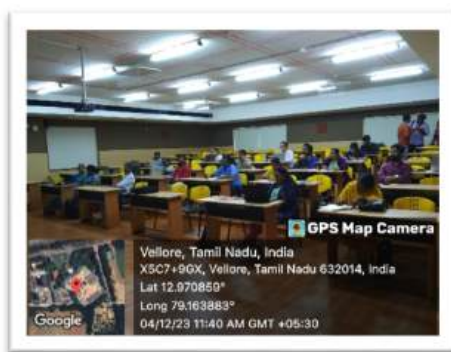 GPS Map Camera
Vellore, Tamil Nadu, India
X5C7+9GX, Vellore, Tamil Nadu 632014, India
Lat 12.970859°
Long 79.163883°
04/12/23 11:40 AM GMT +05:30
Google